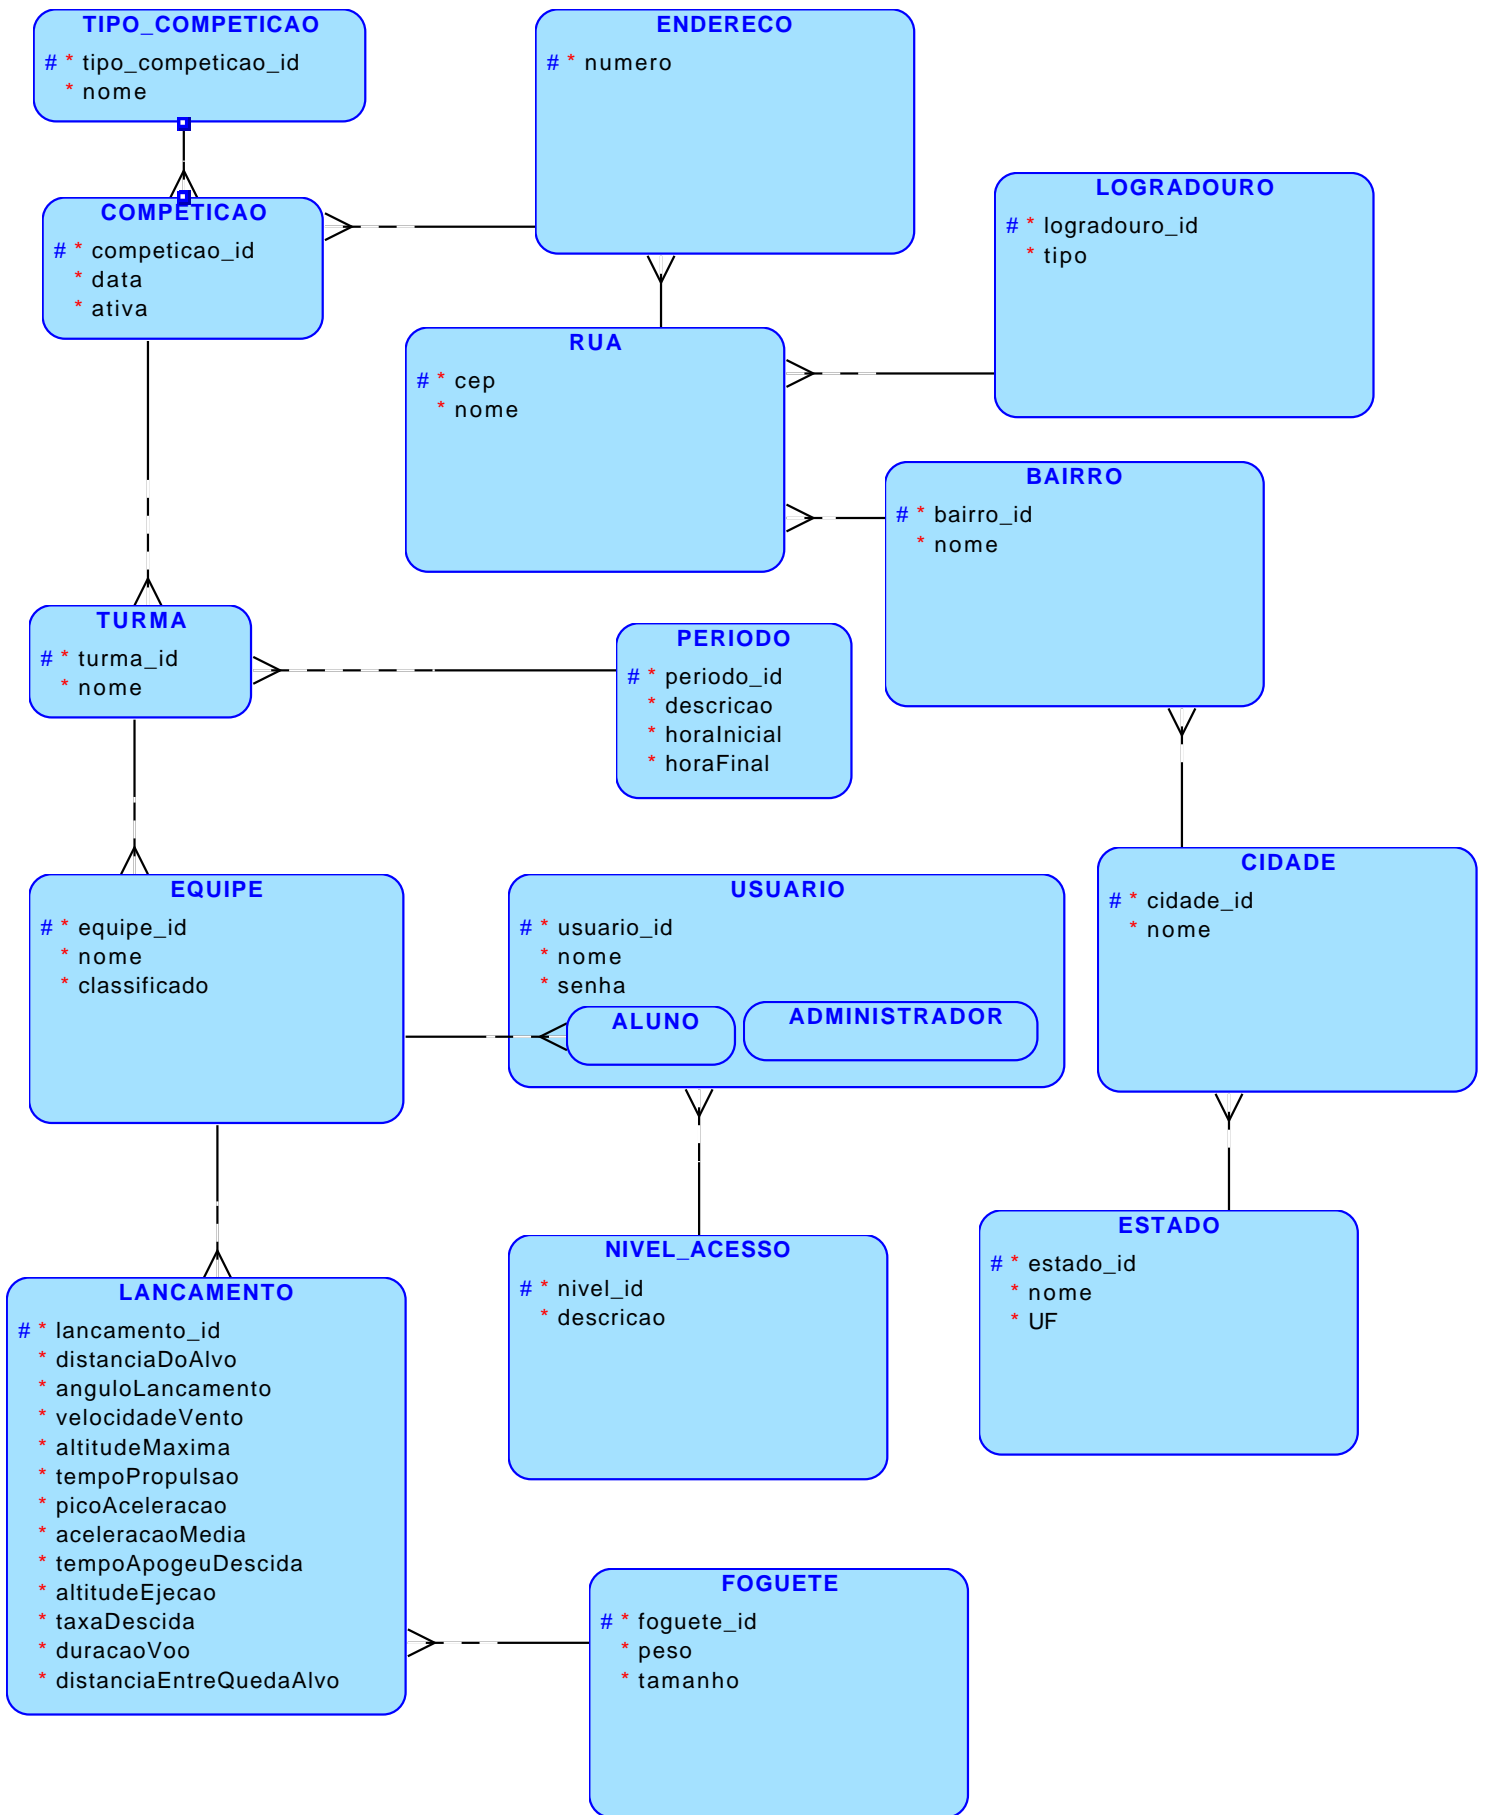 TIPO_COMPETICAO
# * tipo_competicao_id
* nome
ENDERECO
# * numero
LOGRADOURO
# * logradouro_id
* tipo
COMPETICAO
# * competicao_id
* data
* ativa
RUA
# * cep
* nome
BAIRRO
# * bairro_id
* nome
TURMA
# * turma_id
* nome
PERIODO
# * periodo_id
* descricao
* horaInicial
* horaFinal
CIDADE
# * cidade_id
* nome
EQUIPE
# * equipe_id
* nome
* classificado
USUARIO
# * usuario_id
* nome
* senha
ALUNO
ADMINISTRADOR
ESTADO
# * estado_id
* nome
* UF
NIVEL_ACESSO
# * nivel_id
* descricao
LANCAMENTO
# * lancamento_id
* distanciaDoAlvo
* anguloLancamento
* velocidadeVento
* altitudeMaxima
* tempoPropulsao
* picoAceleracao
* aceleracaoMedia
* tempoApogeuDescida
* altitudeEjecao
* taxaDescida
* duracaoVoo
* distanciaEntreQuedaAlvo
FOGUETE
# * foguete_id
* peso
* tamanho